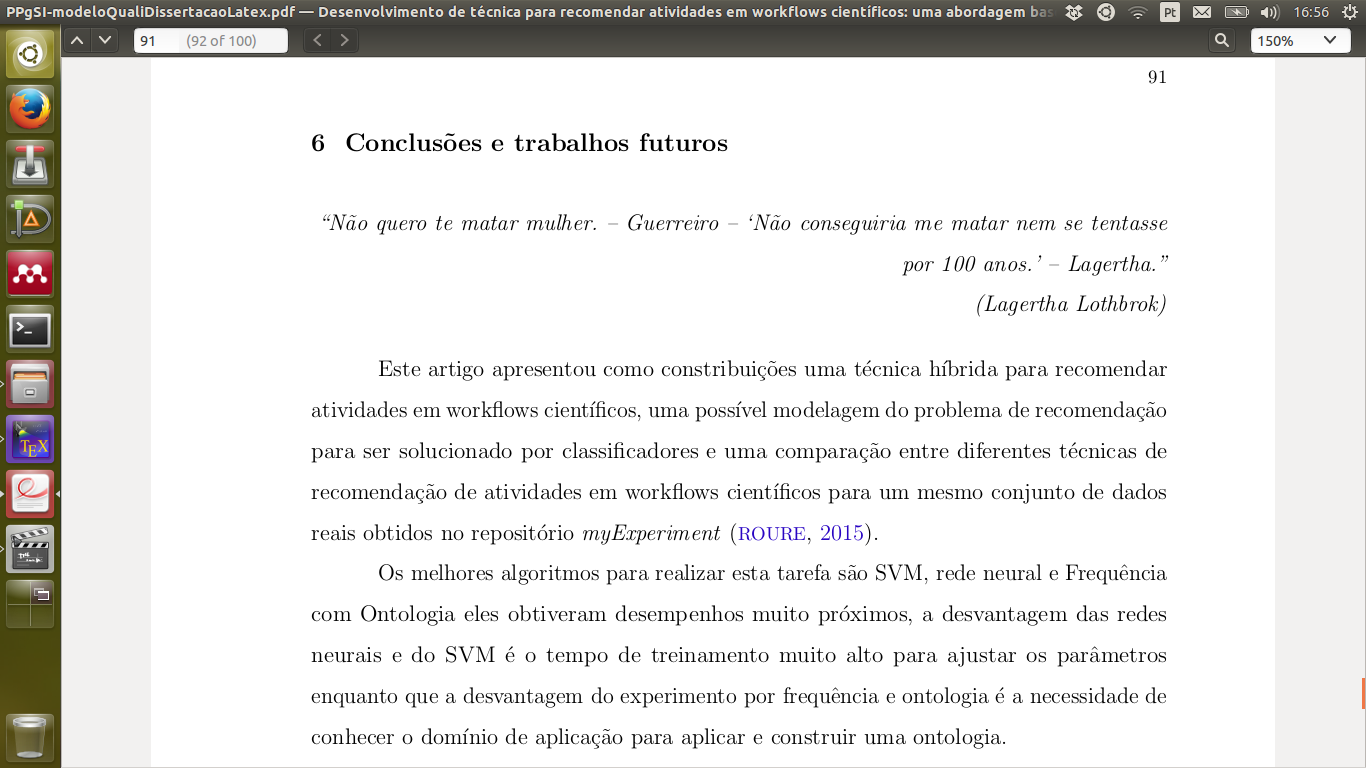 PPgSI-modeloQualiDissertacaoLatex.pdf — Desenvolvimento de técnica para recomendar atividades em workflows científicos: uma abordagem bas
Pt
16:56
91 (92 of 100)
150%
91
6 Conclusões e trabalhos futuros
“Não quero te matar mulher. – Guerreiro – ‘Não conseguiria me matar nem se tentasse
por 100 anos.’ – Lagertha.”
(Lagertha Lothbrok)
Este artigo apresentou como constribuições uma técnica híbrida para recomendar
atividades em workflows científicos, uma possível modelagem do problema de recomendação
para ser solucionado por classificadores e uma comparação entre diferentes técnicas de
recomendação de atividades em workflows científicos para um mesmo conjunto de dados
reais obtidos no repositório myExperiment (ROURE, 2015).
Os melhores algoritmos para realizar esta tarefa são SVM, rede neural e Frequência
com Ontologia eles obtiveram desempenhos muito próximos, a desvantagem das redes
neurais e do SVM é o tempo de treinamento muito alto para ajustar os parâmetros
enquanto que a desvantagem do experimento por frequência e ontologia é a necessidade de
conhecer o domínio de aplicação para aplicar e construir uma ontologia.
>_
TEX